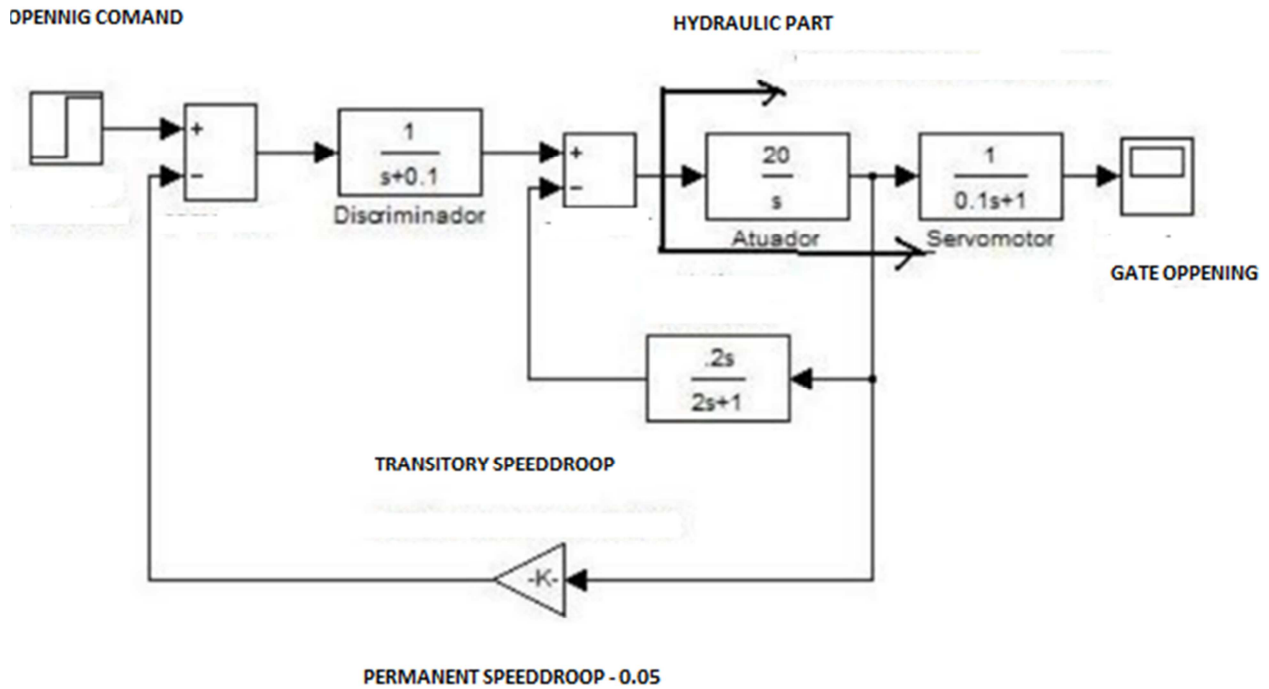 OPENNIG COMAND
HYDRAULIC PART
+
−
1
s+0.1
Discriminador
+
−
20
s
Atuador
1
0.1s+1
Servomotor
GATE OPPENING
.2s
2s+1
TRANSITORY SPEEDDROOP
-K-
PERMANENT SPEEDDROOP - 0.05